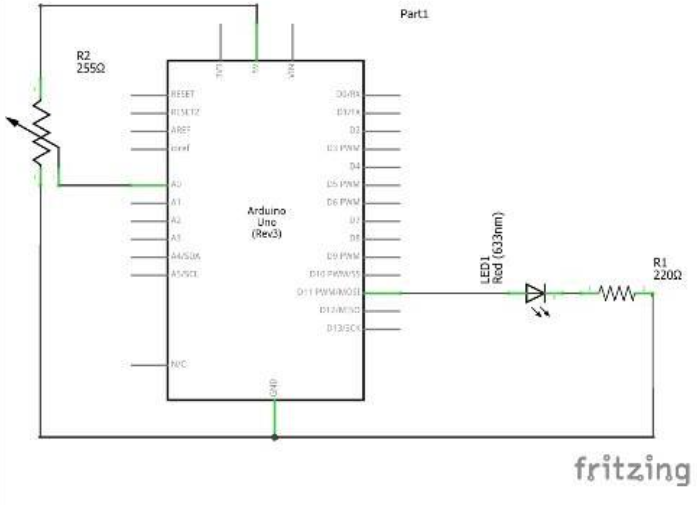 Part1
R2
255Ω
3V3
5V
VIN
RESET
RESET2
AREF
ioref
A0
A1
A2
A3
A4/SDA
A5/SCL
N/C
D0/RX
D1/TX
D2
D3 PWM
D4
D5 PWM
D6 PWM
D7
D8
D9 PWM
D10 PWM/SS
D11 PWM/MOSI
D12/MISO
D13/SCK
GND
Arduino
Uno
(Rev3)
LED1
Red (633nm)
R1
220Ω
fritzing